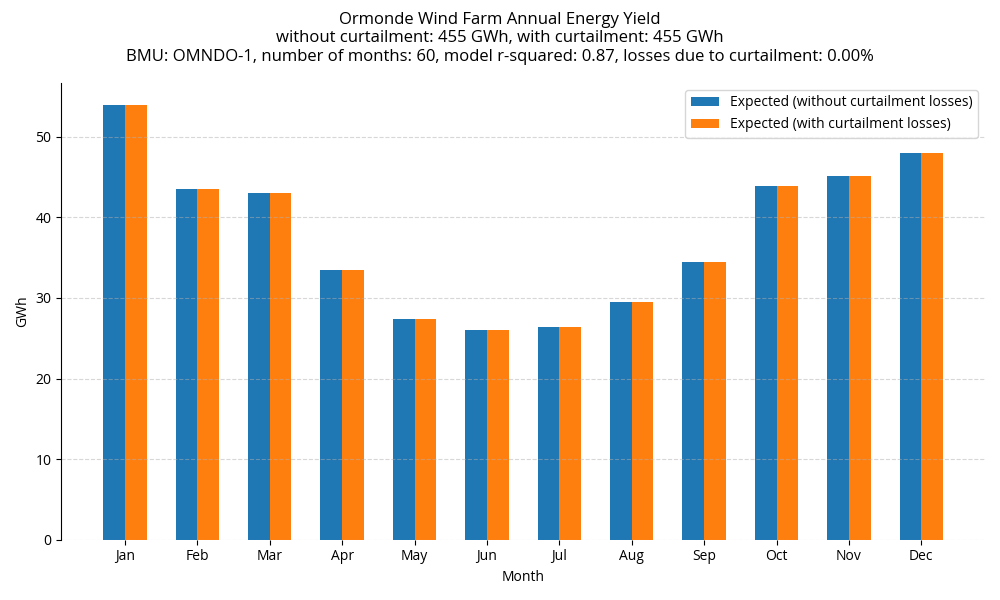 Ormonde Wind Farm Annual Energy Yield
without curtailment: 455 GWh, with curtailment: 455 GWh
BMU: OMNDO-1, number of months: 60, model r-squared: 0.87, losses due to curtailment: 0.00%
Expected (without curtailment losses)
Expected (with curtailment losses)
50
40
30
20
10
0
GWh
Jan Feb Mar Apr May Jun Jul Aug Sep Oct Nov Dec
Month